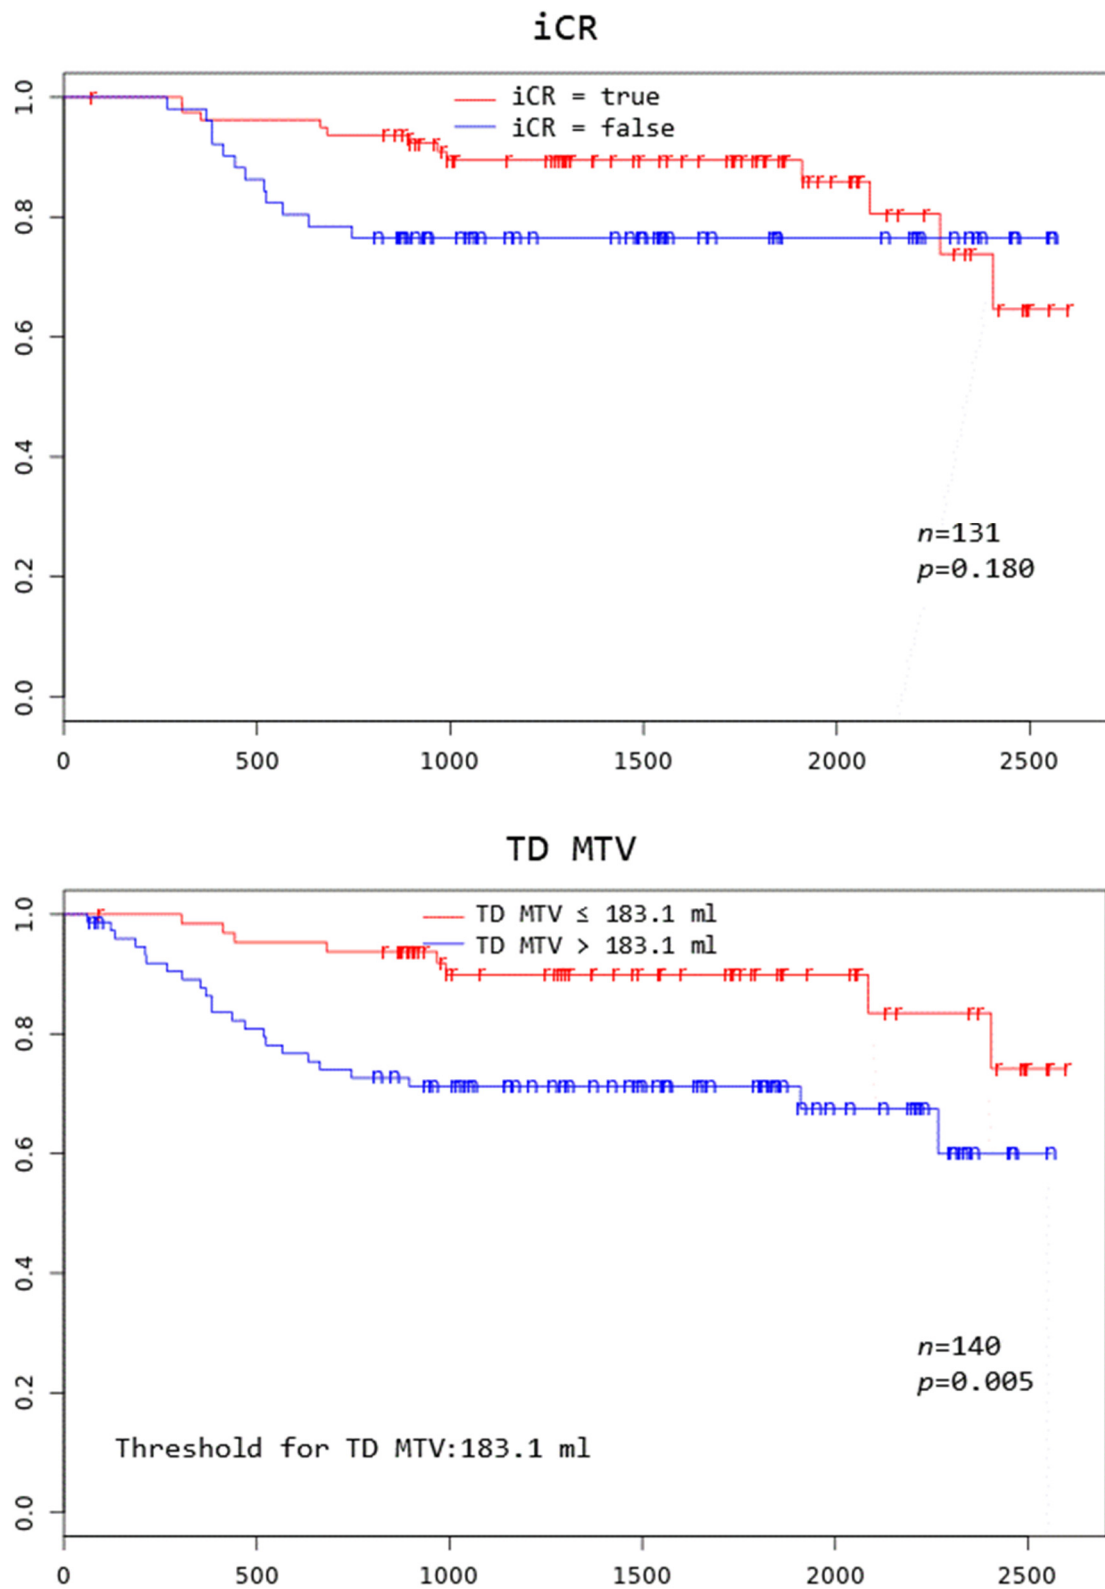 iCR
iCR = true
iCR = false
1.0
0.8
0.6
0.4
0.2
0.0
n=131
p=0.180
0 500 1000 1500 2000 2500
TD MTV
TD MTV ≤ 183.1 ml
TD MTV > 183.1 ml
1.0
0.8
0.6
0.4
0.2
0.0
n=140
p=0.005
Threshold for TD MTV:183.1 ml
0 500 1000 1500 2000 2500